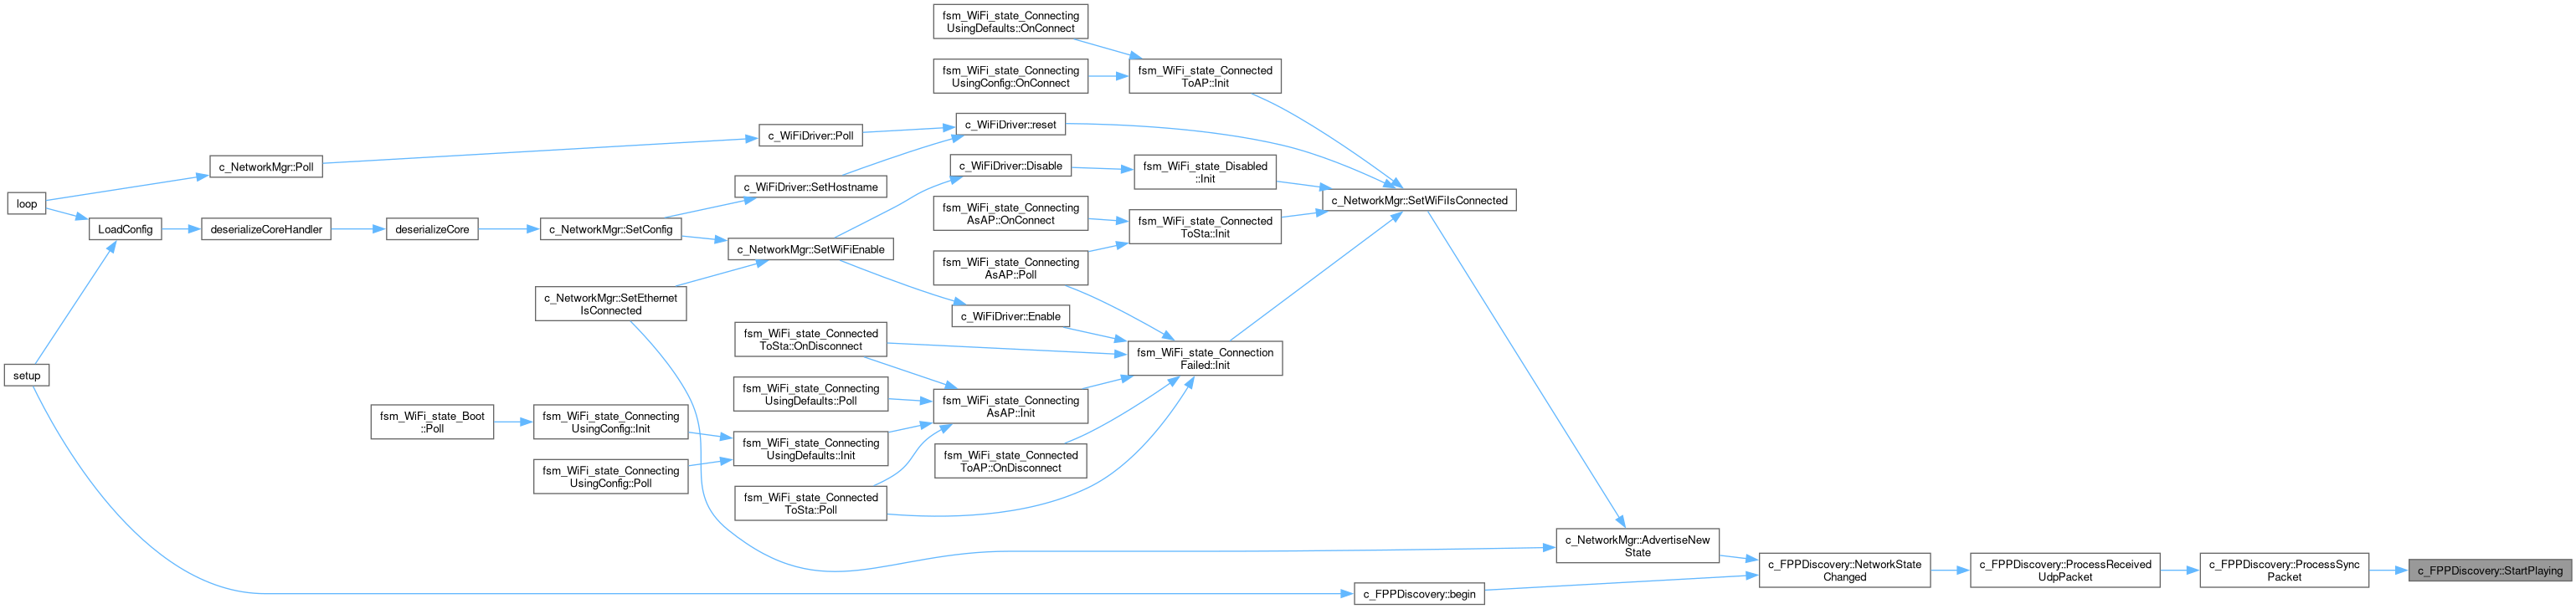 fsm_WiFi_state_Connecting
UsingDefaults::OnConnect
fsm_WiFi_state_Connecting
UsingConfig::OnConnect
fsm_WiFi_state_Connected
ToAP::Init
c_WiFiDriver::reset
c_WiFiDriver::Poll
c_NetworkMgr::Poll
c_WiFiDriver::Disable
fsm_WiFi_state_Disabled
::Init
c_WiFiDriver::SetHostname
loop
c_NetworkMgr::SetWiFiIsConnected
fsm_WiFi_state_Connecting
AsAP::OnConnect
fsm_WiFi_state_Connected
ToSta::Init
LoadConfig
deserializeCoreHandler
deserializeCore
c_NetworkMgr::SetConfig
c_NetworkMgr::SetWiFiEnable
fsm_WiFi_state_Connecting
AsAP::Poll
c_NetworkMgr::SetEthernet
IsConnected
c_WiFiDriver::Enable
fsm_WiFi_state_Connected
ToSta::OnDisconnect
fsm_WiFi_state_Connection
Failed::Init
setup
fsm_WiFi_state_Connecting
UsingDefaults::Poll
fsm_WiFi_state_Connecting
AsAP::Init
fsm_WiFi_state_Boot
::Poll
fsm_WiFi_state_Connecting
UsingConfig::Init
fsm_WiFi_state_Connecting
UsingDefaults::Init
fsm_WiFi_state_Connected
ToAP::OnDisconnect
fsm_WiFi_state_Connecting
UsingConfig::Poll
fsm_WiFi_state_Connected
ToSta::Poll
c_NetworkMgr::AdvertiseNew
State
c_FPPDiscovery::NetworkState
Changed
c_FPPDiscovery::ProcessReceived
UdpPacket
c_FPPDiscovery::ProcessSync
Packet
c_FPPDiscovery::StartPlaying
c_FPPDiscovery::begin